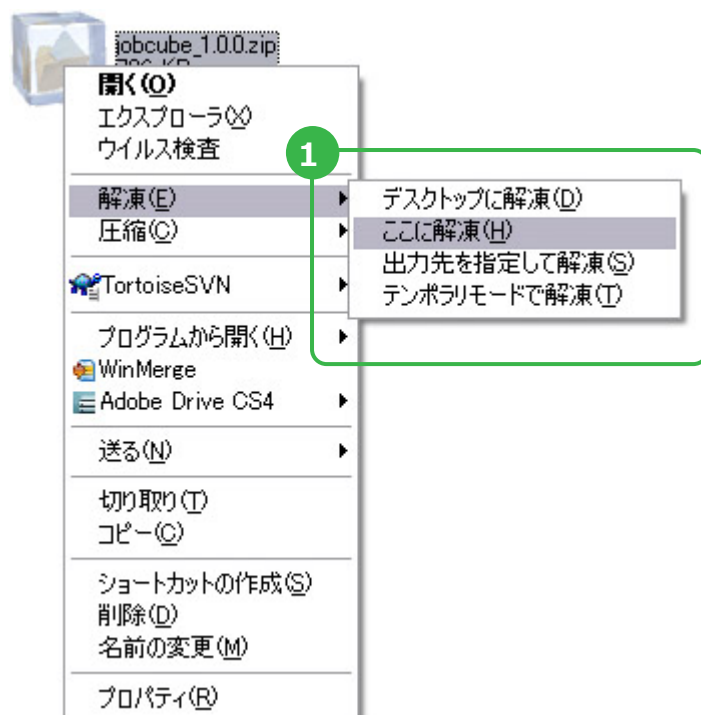 jobcube_1.0.0.zip
開く(O)
エクスプローラ(X)
ウイルス検査
1
解凍(E)
デスクトップに解凍(D)
圧縮(C)
ここに解凍(H)
出力先を指定して解凍(S)
TortoiseSVN
テンポラリモードで解凍(T)
プログラムから開く(H)
WinMerge
Adobe Drive CS4
送る(N)
切り取り(T)
コピー(C)
ショートカットの作成(S)
削除(D)
名前の変更(M)
プロパティ(R)